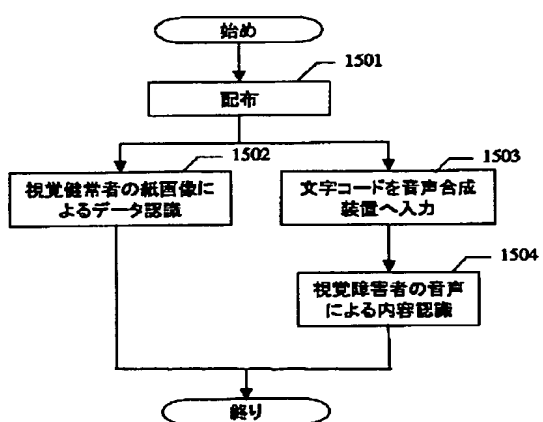 始め
1501
配布
1502
視覚健常者の紙画像に
よるデータ認識
1503
文字コードを音声合成
装置へ入力
1504
視覚障害者の音声
による内容認識
終り